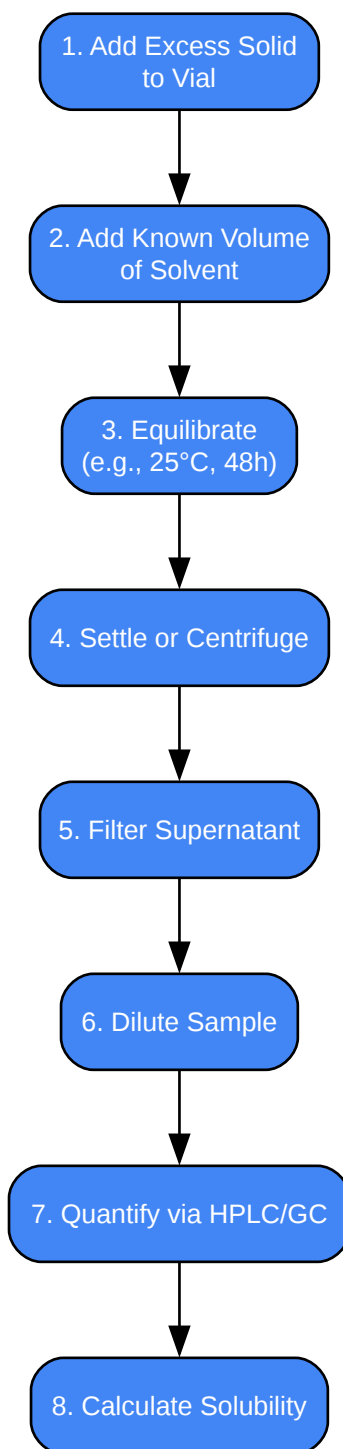 1. Add Excess Solid
to Vial
2. Add Known Volume
of Solvent
3. Equilibrate
(e.g., 25°C, 48h)
4. Settle or Centrifuge
5. Filter Supernatant
6. Dilute Sample
7. Quantify via HPLC/GC
8. Calculate Solubility